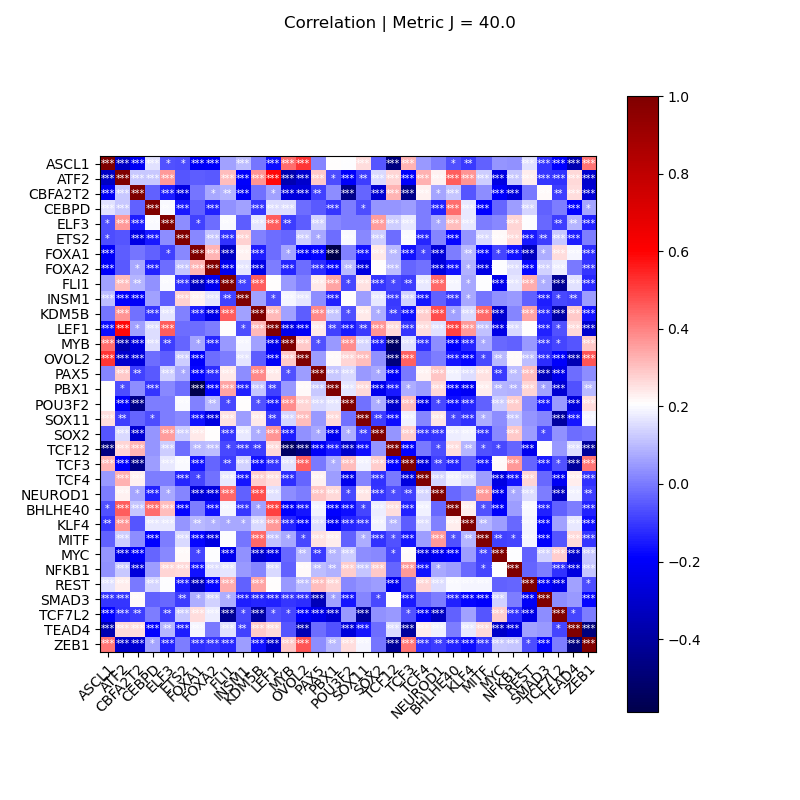 Correlation | Metric J = 40.0
ASCL1
ATF2
CBFA2T2
CEBPD
ELF3
ETS2
FOXA1
FOXA2
FLI1
INSM1
KDM5B
LEF1
MYB
OVOL2
PAX5
PBX1
POU3F2
SOX11
SOX2
TCF12
TCF3
TCF4
NEUROD1
BHLHE40
KLF4
MITF
MYC
NFKB1
REST
SMAD3
TCF7L2
TEAD4
ZEB1
ASCL1
ATF2
CBFA2T2
CEBPD
ELF3
ETS2
FOXA1
FOXA2
FLI1
INSM1
KDM5B
LEF1
MYB
OVOL2
PAX5
PBX1
POU3F2
SOX11
SOX2
TCF12
TCF3
TCF4
NEUROD1
BHLHE40
KLF4
MITF
MYC
NFKB1
REST
SMAD3
TCF7L2
TEAD4
ZEB1
1.0
0.8
0.6
0.4
0.2
0.0
−0.2
−0.4